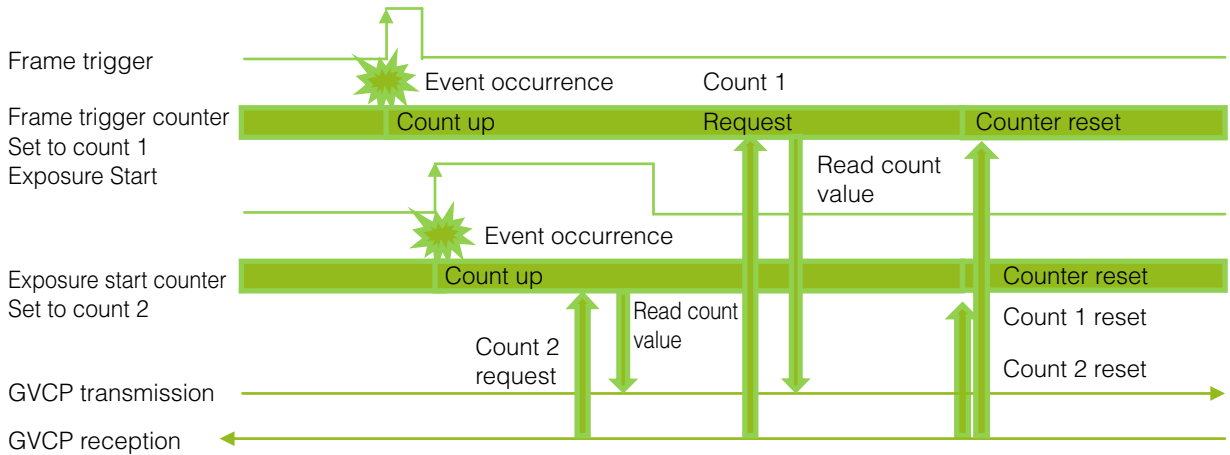 Frame trigger
Event occurrence
Count 1
Frame trigger counter
Set to count 1
Count up
Request
Counter reset
Exposure Start
Read count
value
Event occurrence
Exposure start counter
Set to count 2
Count up
Counter reset
Read count
value
Count 1 reset
Count 2
request
Count 2 reset
GVCP transmission
GVCP reception